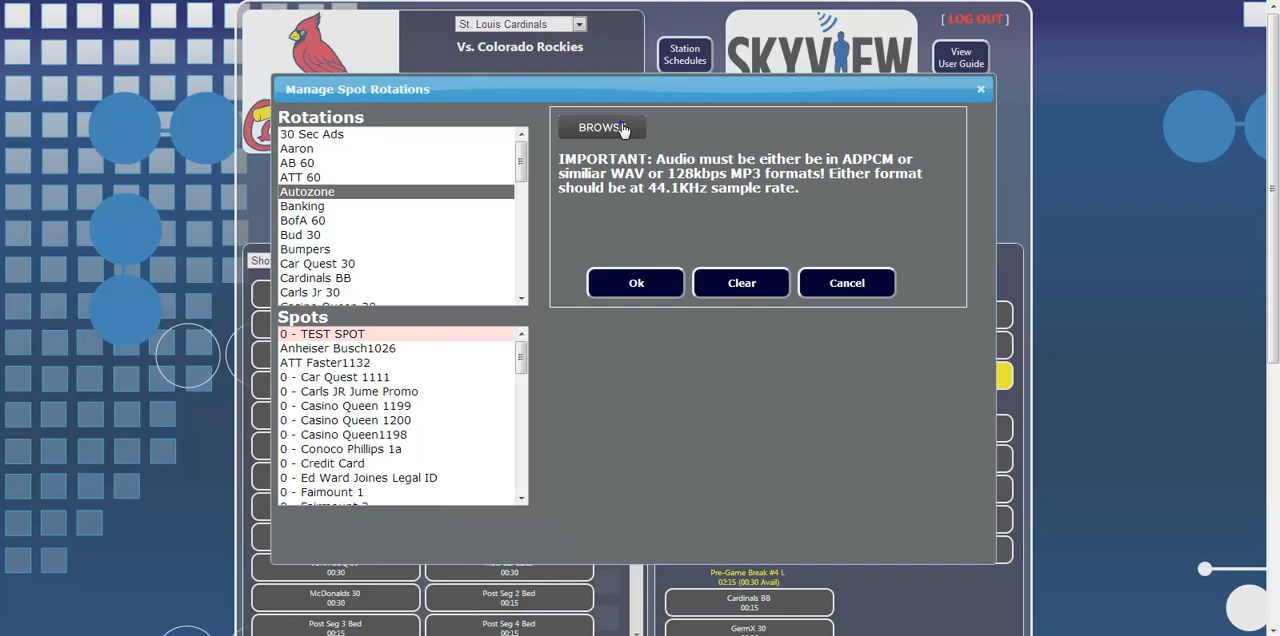 St. Louis Cardinals
Vs. Colorado Rockies
Station
Schedules
SKYVIEW
[ LOG OUT ]
View
User Guide
Manage Spot Rotations
Rotations
30 Sec Ads
Aaron
AB 60
ATT 60
Autozone
Banking
BofA 60
Bud 30
Bumpers
Car Quest 30
Cardinals BB
Carls Jr 30
Spots
0 - TEST SPOT
Anheiser Busch1026
ATT Faster1132
0 - Car Quest 1111
0 - Carls JR Jume Promo
0 - Casino Queen 1199
0 - Casino Queen 1200
0 - Casino Queen1198
0 - Conoco Phillips 1a
0 - Credit Card
0 - Ed Ward Joines Legal ID
0 - Faimount 1
BROWSE
IMPORTANT: Audio must be either be in ADPCM or
similiar WAV or 128kbps MP3 formats! Either format
should be at 44.1KHz sample rate.
Ok
Clear
Cancel
Sho
00:30
00:15
McDonalds 30
00:30
Post Seg 2 Bed
00:15
Post Seg 3 Bed
00:15
Post Seg 4 Bed
00:15
Pre-Game Break #4 L
02:15 (00:30 Avail)
Cardinals BB
00:15
GermX 30